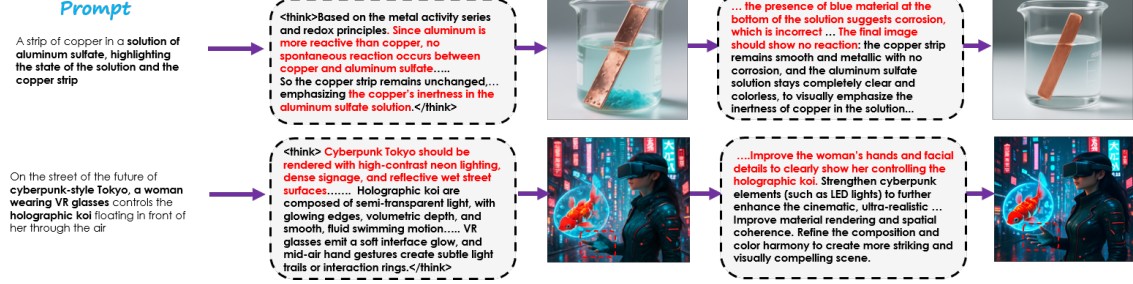 Prompt
A strip of copper in a solution of
aluminum sulfate, highlighting
the state of the solution and the
copper strip
<think>Based on the metal activity series
and redox principles. Since aluminum is
more reactive than copper, no
spontaneous reaction occurs between
copper and aluminum sulfate.....
So the copper strip remains unchanged,...
emphasizing the copper's inertness in the
aluminum sulfate solution.</think>
... the presence of blue material at the
bottom of the solution suggests corrosion,
which is incorrect ... The final image
should show no reaction: the copper strip
remains smooth and metallic with no
corrosion, and the aluminum sulfate
solution stays completely clear and
colorless, to visually emphasize the
inertness of copper in the solution...
On the street of the future of
cyberpunk-style Tokyo, a woman
wearing VR glasses controls the
holographic koi floating in front of
her through the air
<think> Cyberpunk Tokyo should be
rendered with high-contrast neon lighting,
dense signage, and reflective wet street
surfaces....... Holographic koi are
composed of semi-transparent light, with
glowing edges, volumetric depth, and
smooth, fluid swimming motion..... VR
glasses emit a soft interface glow, and
mid-air hand gestures create subtle light
trails or interaction rings.</think>
....Improve the woman's hands and facial
details to clearly show her controlling the
holographic koi. Strengthen cyberpunk
elements (such as LED lights) to further
enhance the cinematic, ultra-realistic ...
Improve material rendering and spatial
coherence. Refine the composition and
color harmony to create more striking and
visually compelling scene.